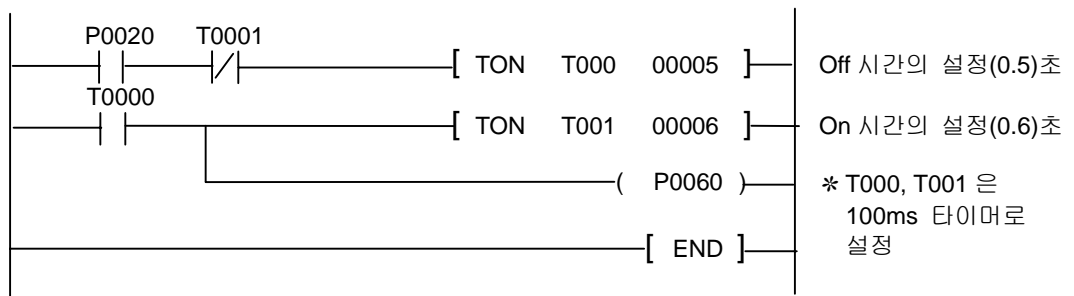 P0020 T0001
[ TON T000 00005 ] Off 시간의 설정(0.5)초
T0000
[ TON T001 00006 ] On 시간의 설정(0.6)초
( P0060 ) * T000, T001 은
100ms 타이머로
설정
[ END ]